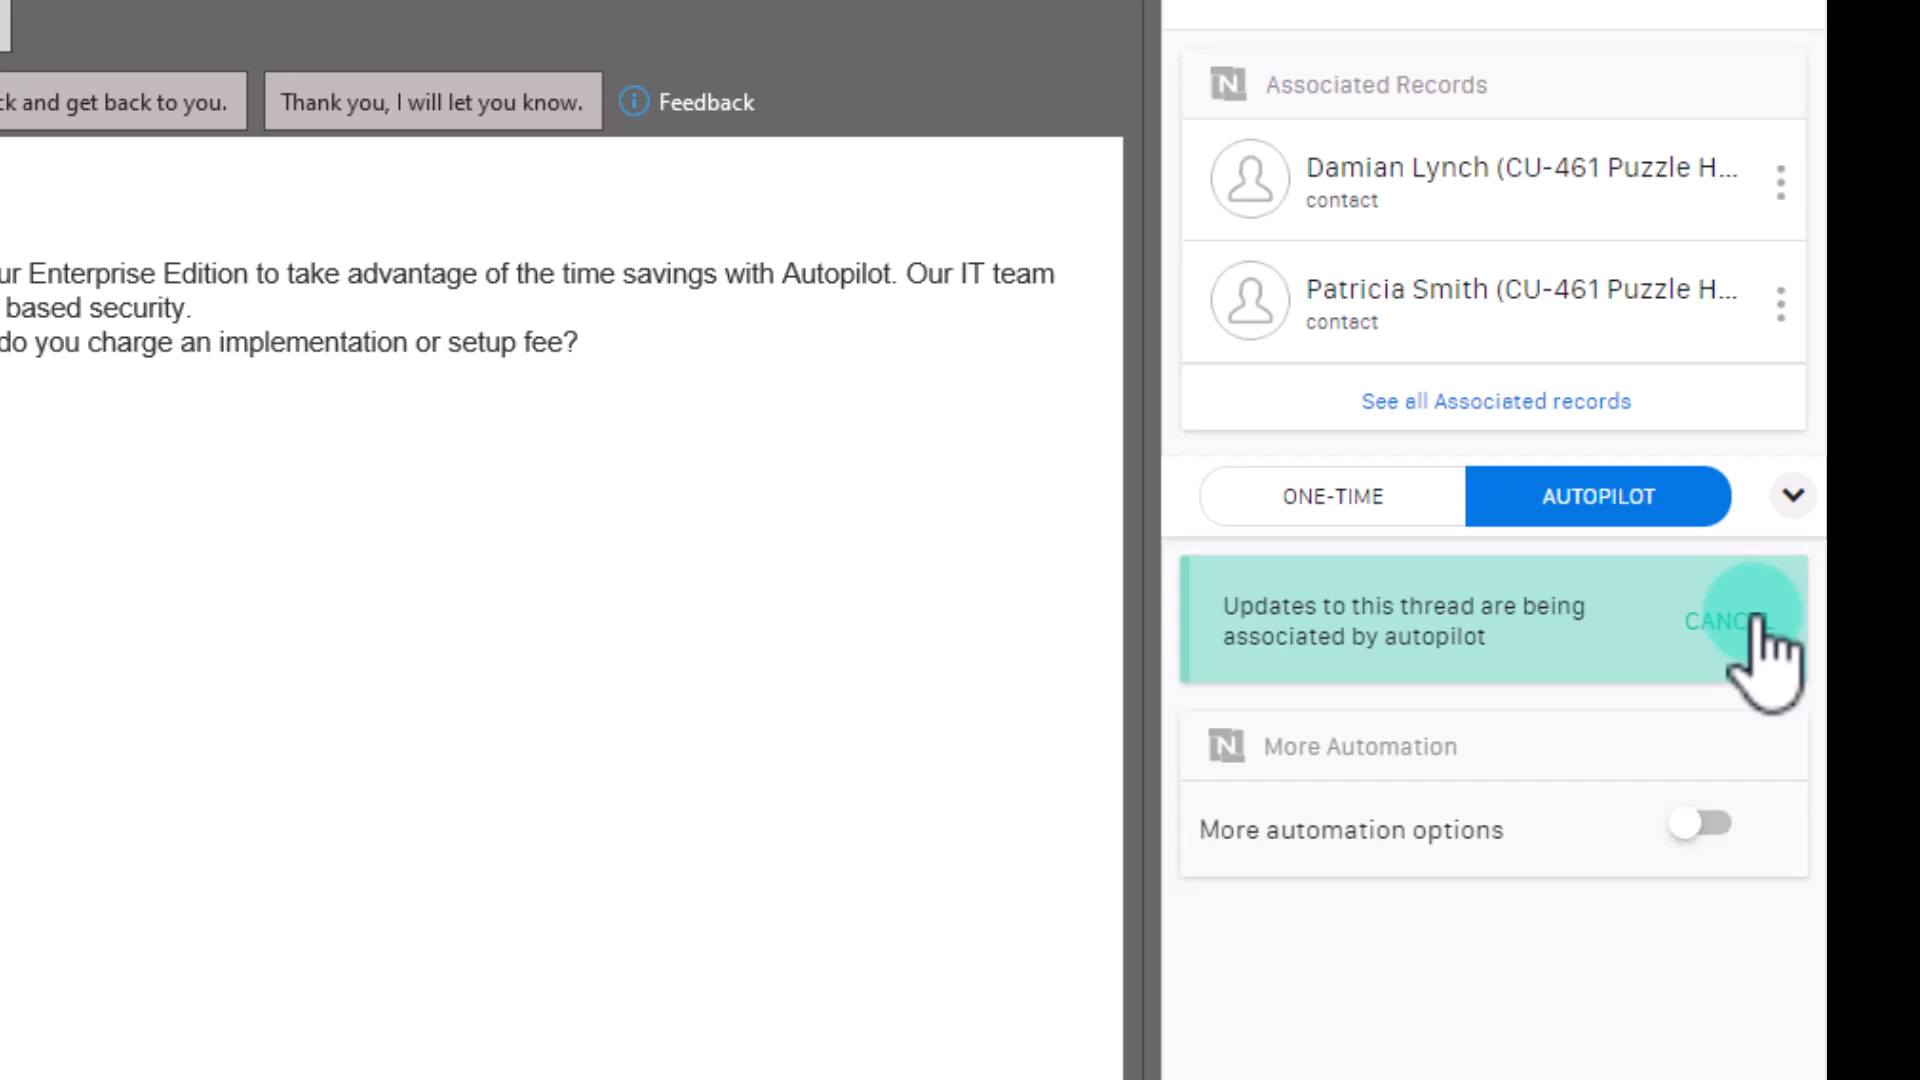 ck and get back to you.
Thank you, I will let you know.
Feedback
ur Enterprise Edition to take advantage of the time savings with Autopilot. Our IT team
based security.
do you charge an implementation or setup fee?
N Associated Records
Damian Lynch (CU-461 Puzzle H...
contact
Patricia Smith (CU-461 Puzzle H...
contact
See all Associated records
ONE-TIME
AUTOPILOT
Updates to this thread are being
associated by autopilot
N More Automation
More automation options